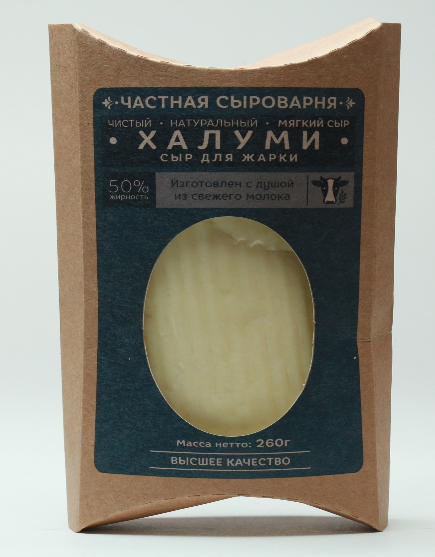 ЧАСТНАЯ СЫРОВАРНЯ
ЧИСТЫЙ · НАТУРАЛЬНЫЙ · МЯГКИЙ СЫР
• ХАЛУМИ •
СЫР ДЛЯ ЖАРКИ
50% жирность
Изготовлен с душой
из свежего молока
Масса нетто: 260г
ВЫСШЕЕ КАЧЕСТВО